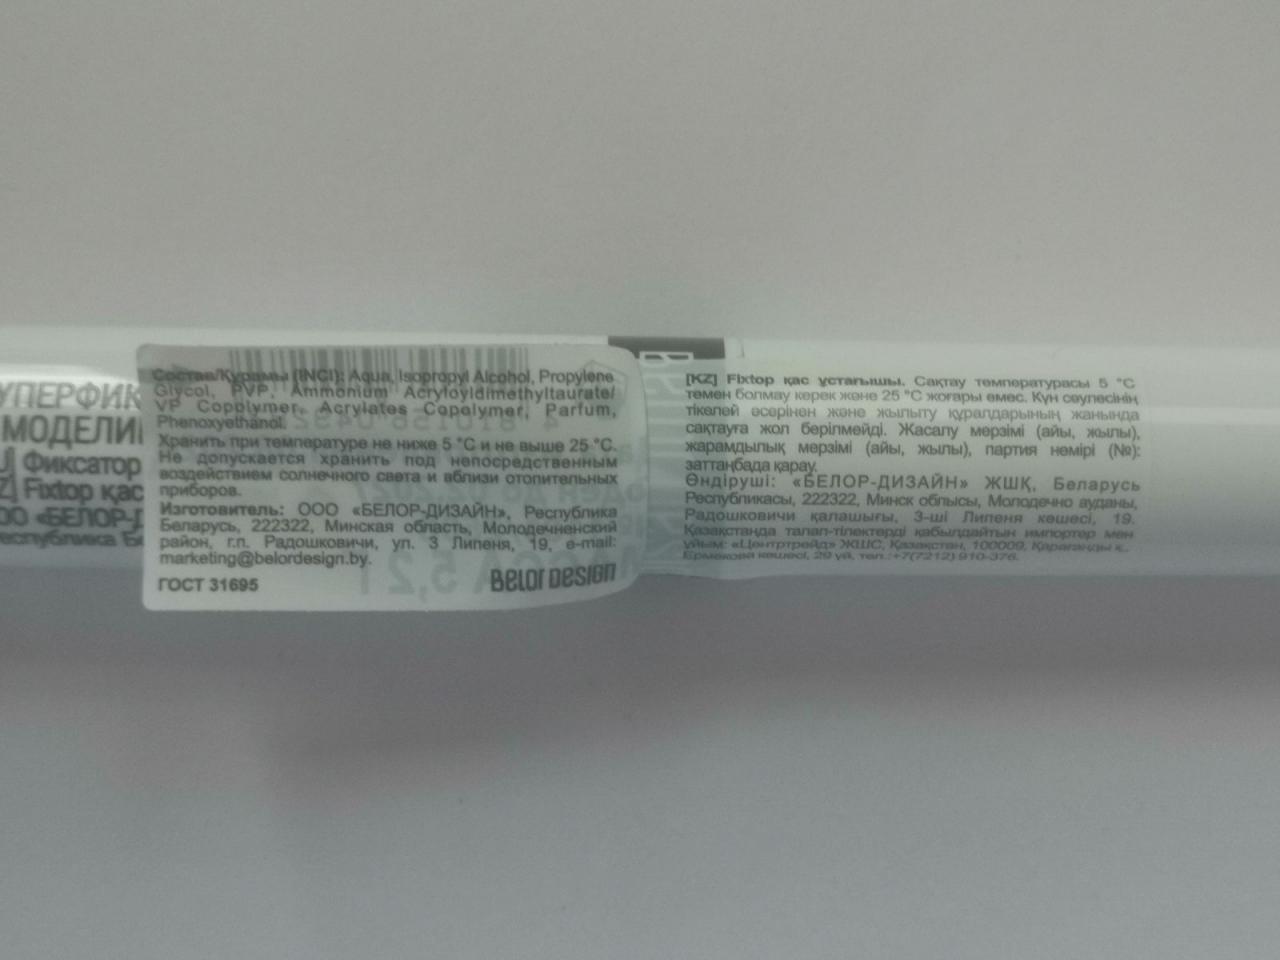 УПЕРФИК
МОДЕЛИ
Фиксатор
Fixtop қас
ОО «БЕЛОР-Д
еспублика Б
Состав/Құрамы (INCI): Aqua, Isopropyl Alcohol, Propylene
Glycol, PVP, Ammonium Acryloyldimethyltaurate/
VP Copolymer, Acrylates Copolymer, Parfum,
Phenoxyethanol.
Хранить при температуре не ниже 5 °С и не выше 25 °С.
Не допускается хранить под непосредственным
воздействием солнечного света и вблизи отопительных
приборов.
Изготовитель: ООО «БЕЛОР-ДИЗАЙН», Республика
Беларусь, 222322, Минская область, Молодечненский
район, г.п. Радошковичи, ул. 3 Липеня, 19, e-mail:
marketing@belordesign.by.
ГОСТ 31695
BELOR DESIGN
[KZ] Fixtop қас ұстағышы. Сақтау температурасы 5 °С
төмен болмау керек және 25 °С жоғары емес. Күн сәулесінің
тікелей әсерінен және жылыту құралдарының жанында
сақтауға жол берілмейді. Жасалу мерзімі (айы, жылы),
жарамдылық мерзімі (айы, жылы), партия нөмірі (№):
заттаңбада қарау.
Өндіруші: «БЕЛОР-ДИЗАЙН» ЖШҚ, Беларусь
Республикасы, 222322, Минск облысы, Молодечно ауданы,
Радошковичи қалашығы, 3-ші Липеня көшесі, 19.
Қазақстанда талап-тілектерді қабылдайтын импортер мен
ұйым: «Центртрейд» ЖШС, Қазақстан, 100009, Қарағанды қ.,
Ермекова көшесі, 29 үй, тел.:+7(7212) 910-376.